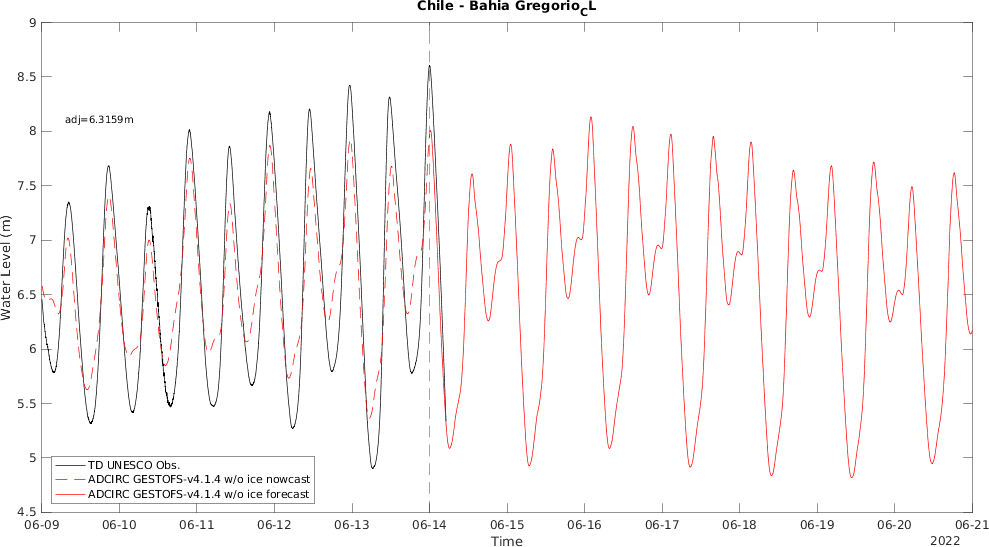 Chile - Bahia Gregorio_CL
9
8.5
8
7.5
7
6.5
6
5.5
5
4.5
Water Level (m)
adj=6.3159m
TD UNESCO Obs.
ADCIRC GESTOFS-v4.1.4 w/o ice nowcast
ADCIRC GESTOFS-v4.1.4 w/o ice forecast
06-09 06-10 06-11 06-12 06-13 06-14 06-15 06-16 06-17 06-18 06-19 06-20 06-21
Time
2022